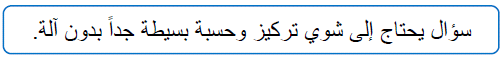 سؤال يحتاج إلى شوي تركيز وحسبة بسيطة جداً بدون آلة.